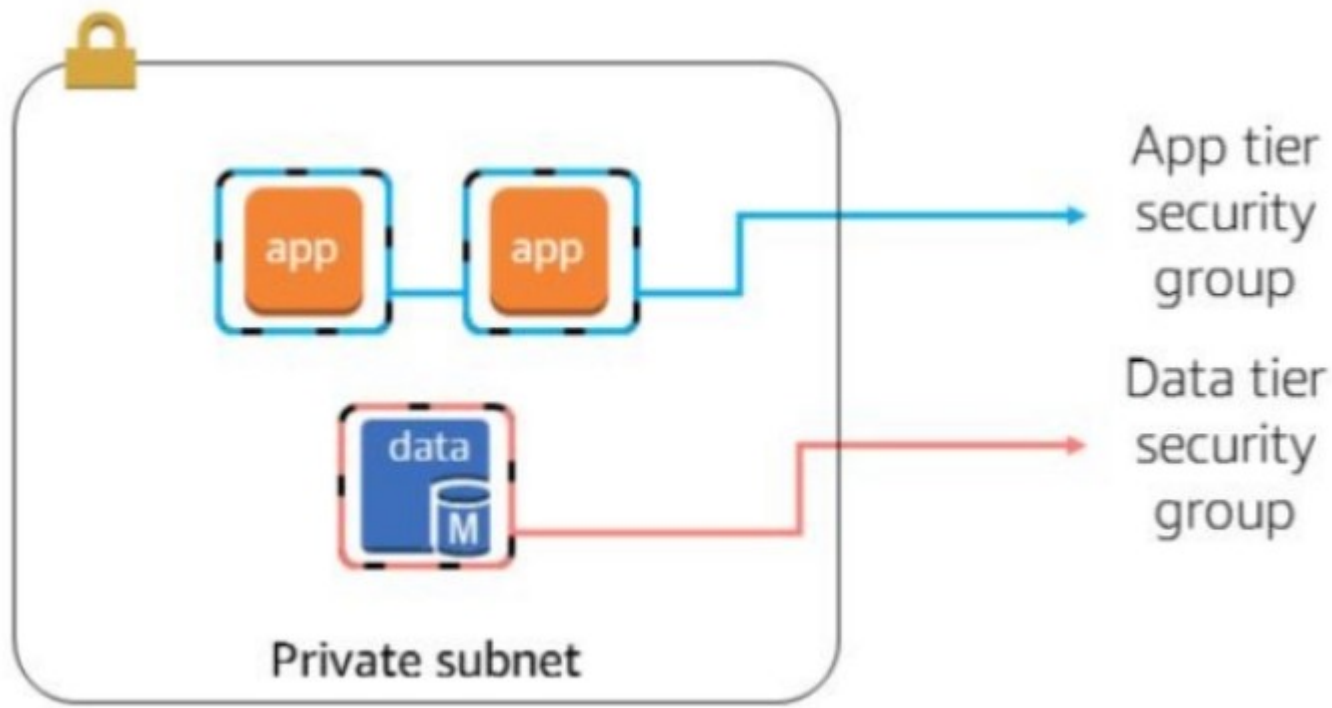 app
app
App tier
security
group
data
M
Data tier
security
group
Private subnet